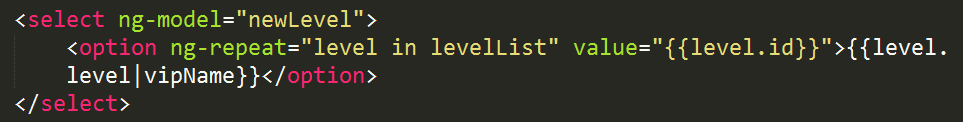 <select ng-model="newLevel">
<option ng-repeat="level in levelList" value="{{level.id}}">{{level.
level|vipName}}</option>
</select>